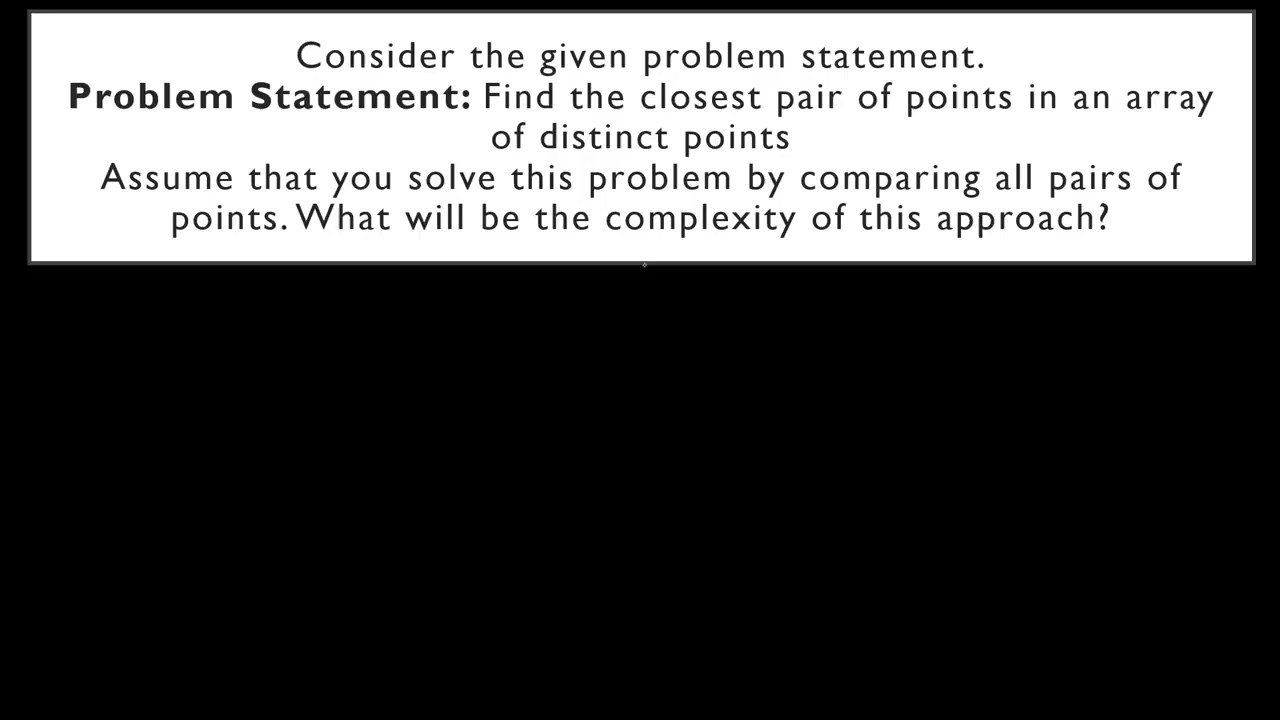 Consider the given problem statement.
Problem Statement: Find the closest pair of points in an array
of distinct points
Assume that you solve this problem by comparing all pairs of
points. What will be the complexity of this approach?